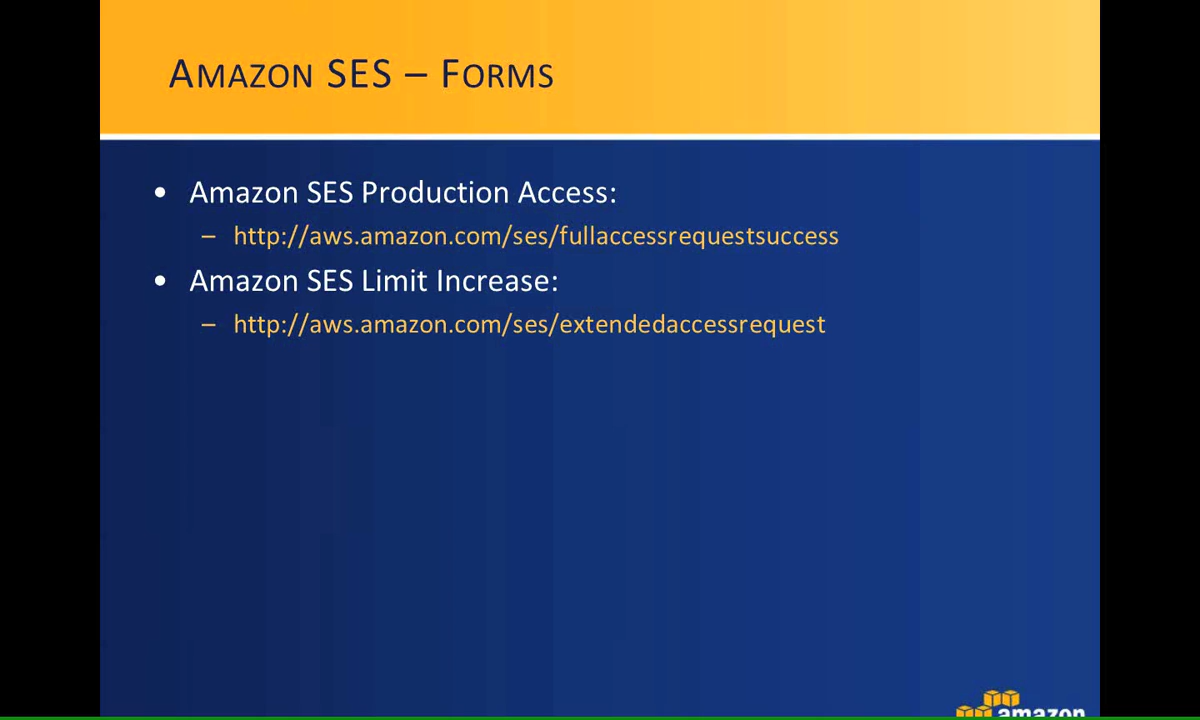 AMAZON SES – FORMS
• Amazon SES Production Access:
– http://aws.amazon.com/ses/fullaccessrequestsuccess
• Amazon SES Limit Increase:
– http://aws.amazon.com/ses/extendedaccessrequest
amazon